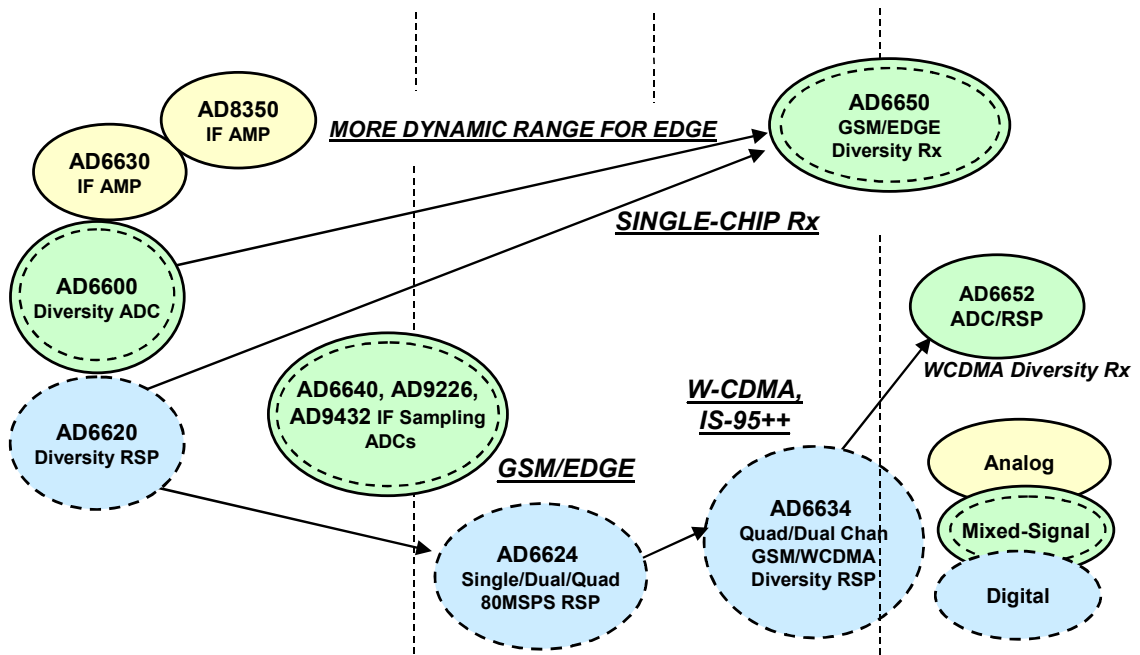 AD8350
IF AMP
AD6630
IF AMP
MORE DYNAMIC RANGE FOR EDGE
AD6650
GSM/EDGE
Diversity Rx
SINGLE-CHIP Rx
AD6600
Diversity ADC
AD6652
ADC/RSP
WCDMA Diversity Rx
AD6640, AD9226,
AD9432 IF Sampling
ADCs
W-CDMA,
IS-95++
AD6620
Diversity RSP
GSM/EDGE
AD6624
Single/Dual/Quad
80MSPS RSP
AD6634
Quad/Dual Chan
GSM/WCDMA
Diversity RSP
Analog
Mixed-Signal
Digital